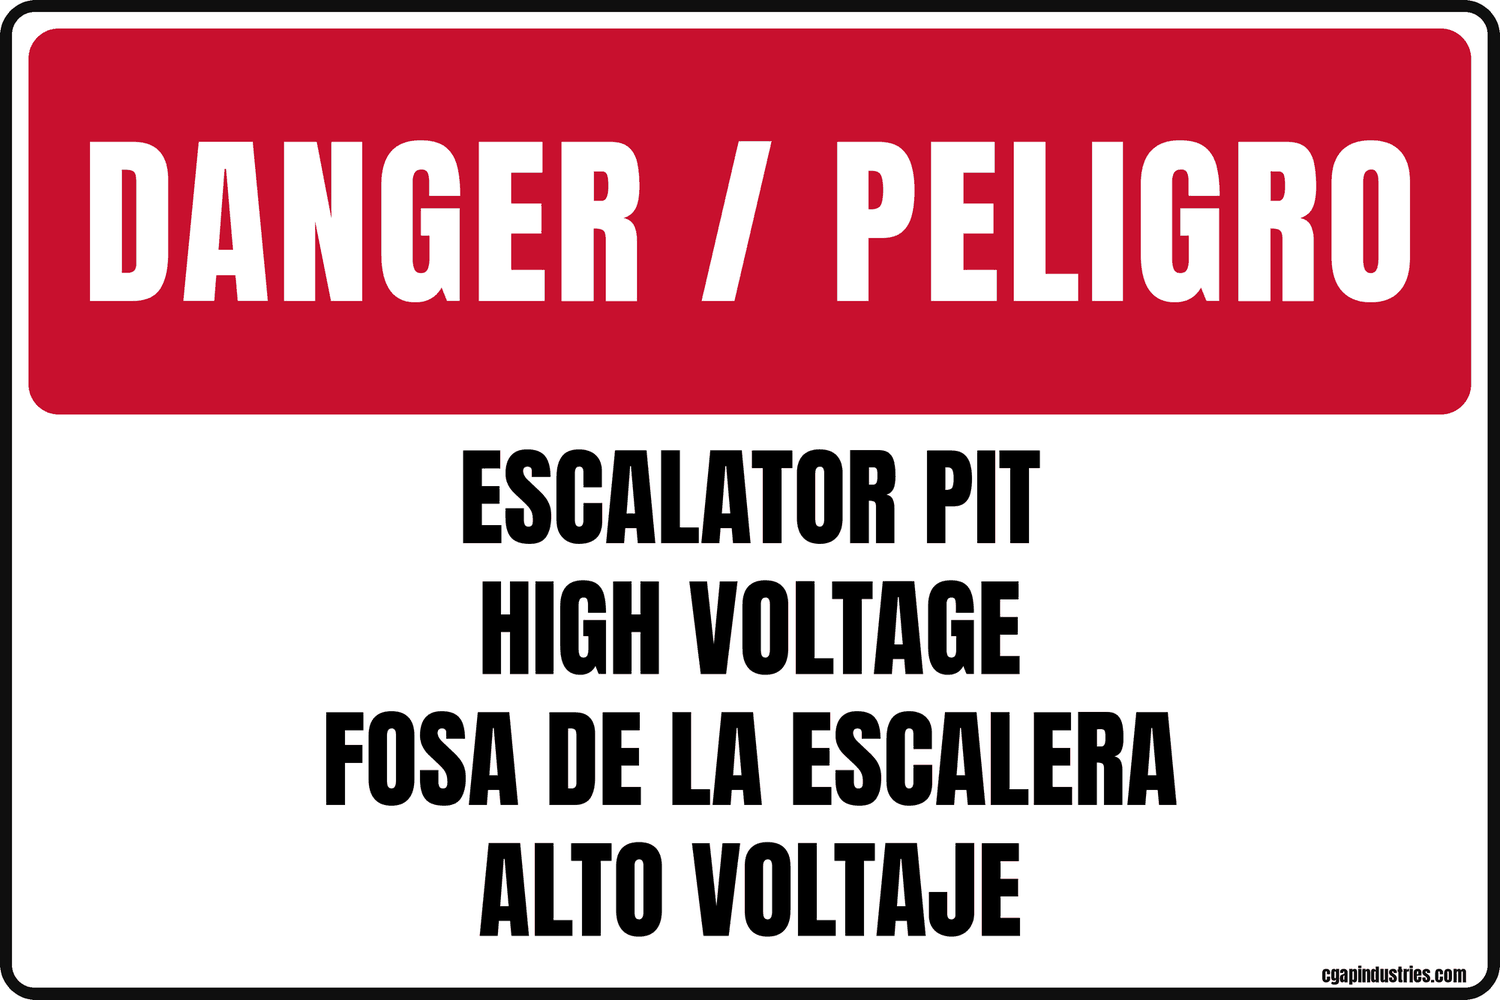 DANGER / PELIGRO
ESCALATOR PIT
HIGH VOLTAGE
FOSA DE LA ESCALERA
ALTO VOLTAJE
cgapindustries.com